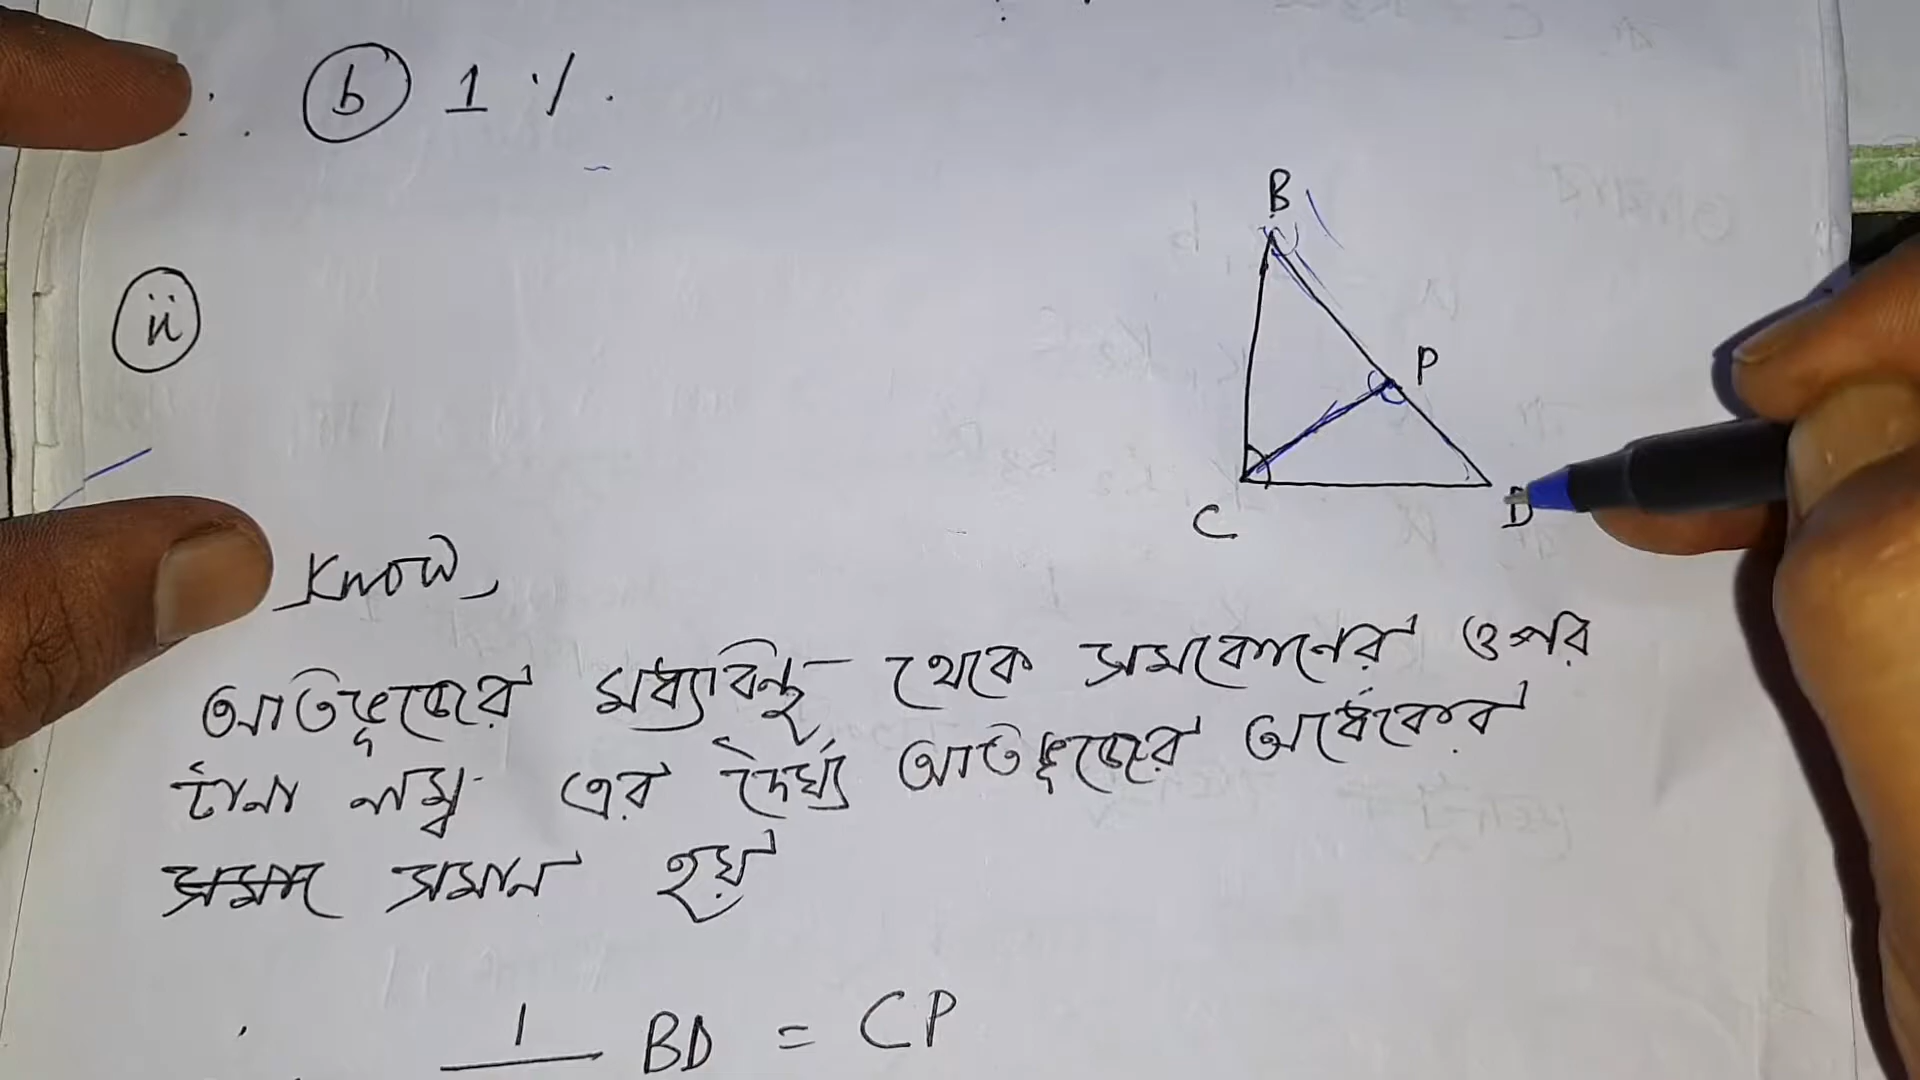 ⓑ 1 %.
B
ⓘⓘ
P
C
D
Know,
অতিভূজের মধ্যবিন্দু থেকে সমকোণের ওপর
টানা লম্ব এর দৈর্ঘ্য অতিভূজের অর্ধেকের
সমান হয়
1
BD = CP